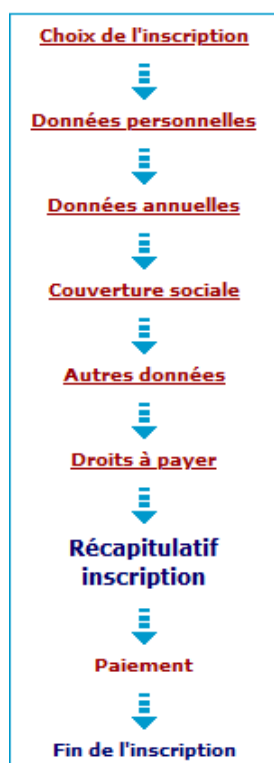 Choix de l'inscription
Données personnelles
Données annuelles
Couverture sociale
Autres données
Droits à payer
Récapitulatif
inscription
Paiement
Fin de l'inscription